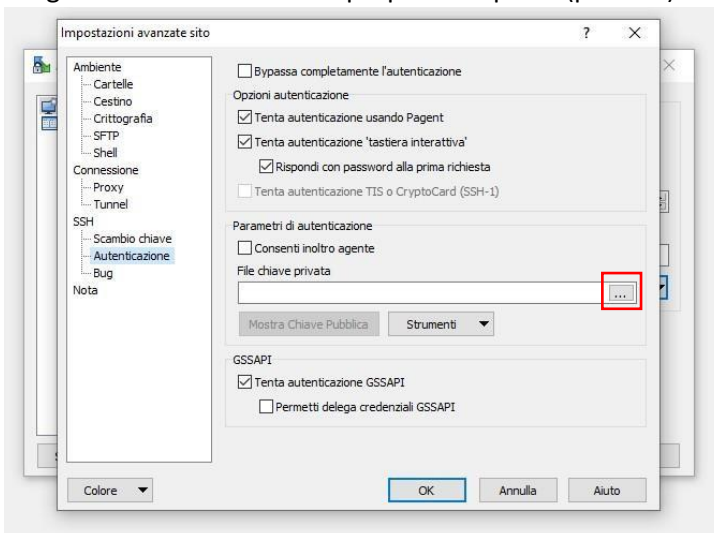 Impostazioni avanzate sito ? X
Ambiente
Cartelle
Cestino
Crittografia
SFTP
Shell
Connessione
Proxy
Tunnel
SSH
Scambio chiave
Autenticazione
Bug
Nota
Bypassa completamente l'autenticazione
Opzioni autenticazione
Tenta autenticazione usando Pagent
Tenta autenticazione 'tastiera interattiva'
Rispondi con password alla prima richiesta
Tenta autenticazione TIS o CryptoCard (SSH-1)
Parametri di autenticazione
Consenti inoltro agente
File chiave privata
...
Mostra Chiave Pubblica Strumenti
GSSAPI
Tenta autenticazione GSSAPI
Permetti delega credenziali GSSAPI
Colore OK Annulla Aiuto